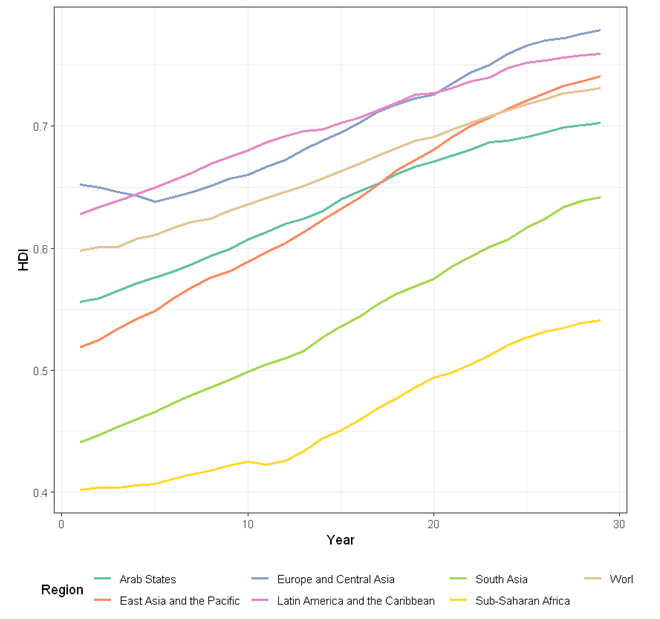 HDI
0.7
0.6
0.5
0.4
0 10 20 30
Year
Region
Arab States Europe and Central Asia South Asia Worl
East Asia and the Pacific Latin America and the Caribbean Sub-Saharan Africa